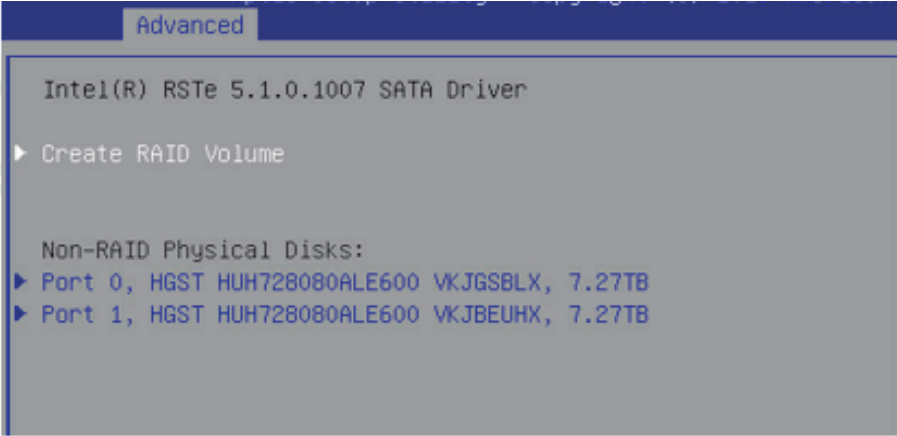 Advanced
Intel(R) RSTe 5.1.0.1007 SATA Driver
Create RAID Volume
Non-RAID Physical Disks:
Port 0, HGST HUH728080ALE600 VKJGSBLX, 7.27TB
Port 1, HGST HUH728080ALE600 VKJBEUHX, 7.27TB